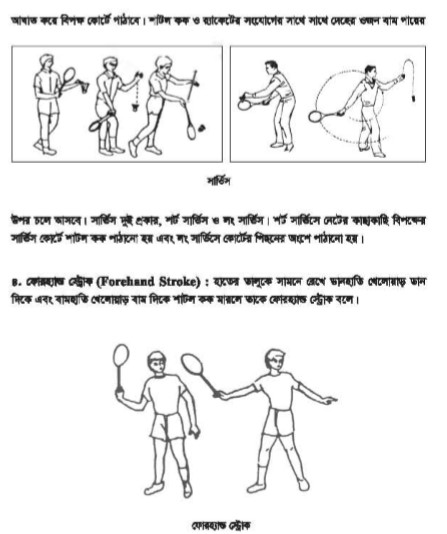 আঘাত করে বিপক্ষ কোর্টে পাঠাবে। শাটল কক ও র‍্যাকেটের সংযোগের সাথে সাথে দেহের ওজন বাম পায়ের
সার্ভিস
উপর চলে আসবে। সার্ভিস দুই প্রকার, শর্ট সার্ভিস ও লং সার্ভিস। শর্ট সার্ভিসে নেটের কাছাকাছি বিপক্ষের
সার্ভিস কোর্টে শাটল কক পাঠানো হয় এবং লং সার্ভিসে কোর্টের পিছনের অংশে পাঠানো হয়।
৪. ফোরহ্যান্ড স্ট্রোক (Forehand Stroke) : হাতের তালুকে সামনে রেখে ডানহাতি খেলোয়াড় ডান
দিকে এবং বামহাতি খেলোয়াড় বাম দিকে শাটল কক মারলে তাকে ফোরহ্যান্ড স্ট্রোক বলে।
ফোরহ্যান্ড স্ট্রোক